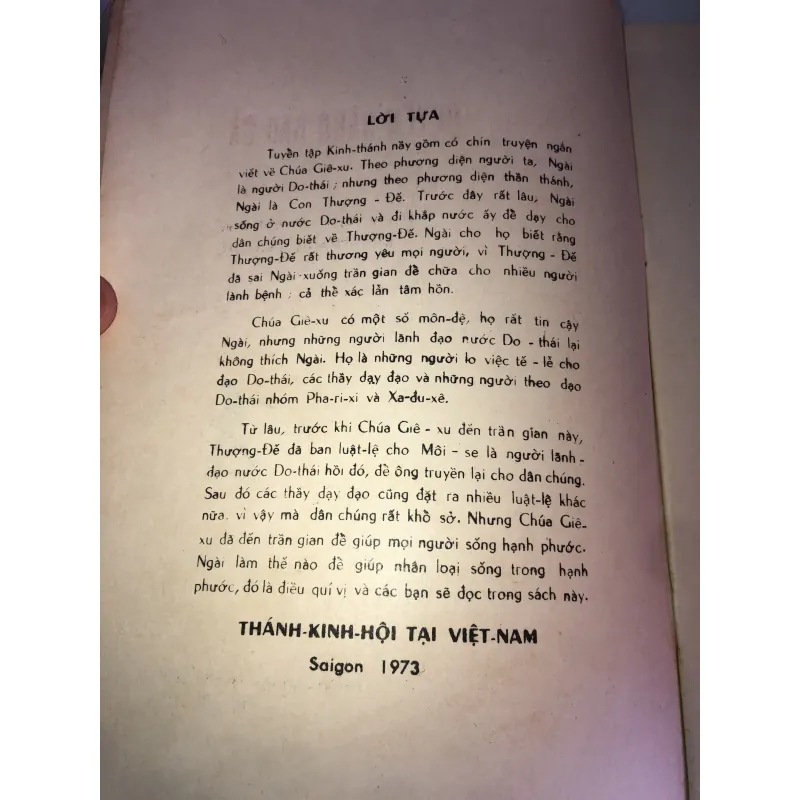 LỜI TỰA
Tuyển tập Kinh-thánh nầy gồm có chín truyện ngắn
viết về Chúa Giê-xu. Theo phương diện người ta, Ngài
là người Do-thái ; nhưng theo phương diện thần thánh,
Ngài là Con Thượng - Đế. Trước đây rất lâu, Ngài
sống ở nước Do-thái và đi khắp nước ấy để dạy cho
dân chúng biết về Thượng-Đế. Ngài cho họ biết rằng
Thượng-Đế rất thương yêu mọi người, vì Thượng - Đế
đã sai Ngài xuống trần gian để chữa cho nhiều người
lành bệnh ; cả thể xác lẫn tâm hồn.
Chúa Giê-xu có một số môn-đệ, họ rất tin cậy
Ngài, nhưng những người lãnh đạo nước Do - thái lại
không thích Ngài. Họ là những người lo việc tế - lễ cho
đạo Do-thái, các thầy dạy đạo và những người theo đạo
Do-thái nhóm Pha-ri-xi và Xa-đu-xê.
Từ lâu, trước khi Chúa Giê - xu đến trần gian này,
Thượng-Đế đã ban luật-lệ cho Môi - se là người lãnh-
đạo nước Do-thái hồi đó, để ông truyền lại cho dân chúng.
Sau đó các thầy dạy đạo cũng đặt ra nhiều luật-lệ khác
nữa, vì vậy mà dân chúng rất khổ sở. Nhưng Chúa Giê-
xu đã đến trần gian để giúp mọi người sống hạnh phước.
Ngài làm thế nào để giúp nhân loại sống trong hạnh
phước, đó là điều quí vị và các bạn sẽ đọc trong sách này.
THÁNH-KINH-HỘI TẠI VIỆT-NAM
Saigon 1973